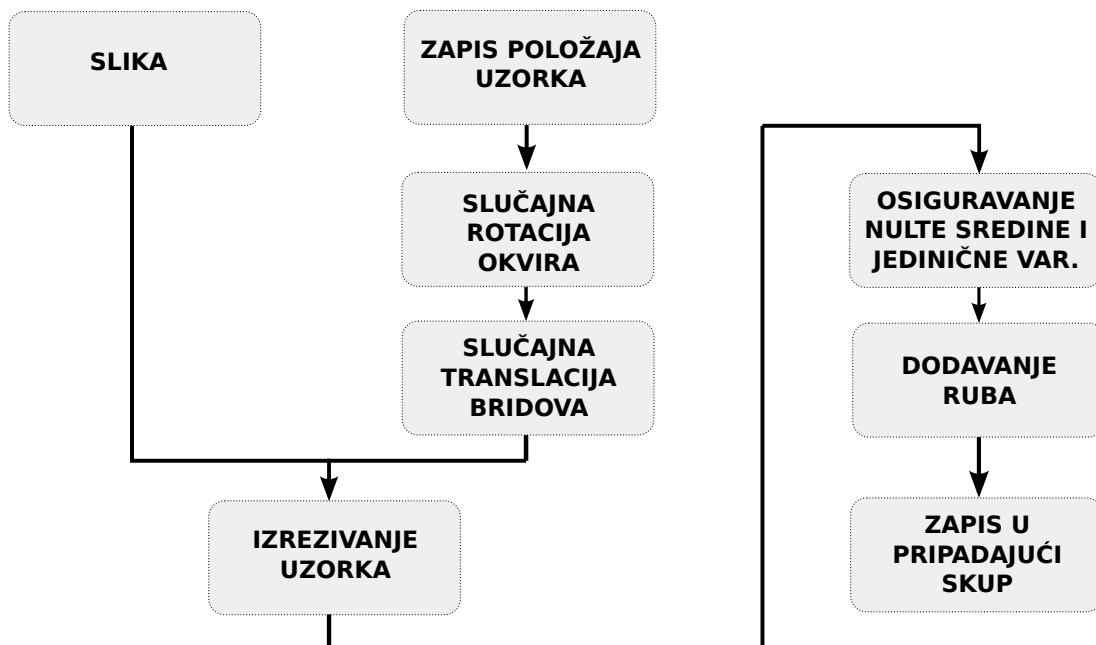 SLIKA
ZAPIS POLOŽAJA
UZORKA
SLUČAJNA
ROTACIJA
OKVIRA
SLUČAJNA
TRANSLACIJA
BRIDOVA
IZREZIVANJE
UZORKA
OSIGURAVANJE
NULTE SREDINE I
JEDINIČNE VAR.
DODAVANJE
RUBA
ZAPIS U
PRIPADAJUĆI
SKUP